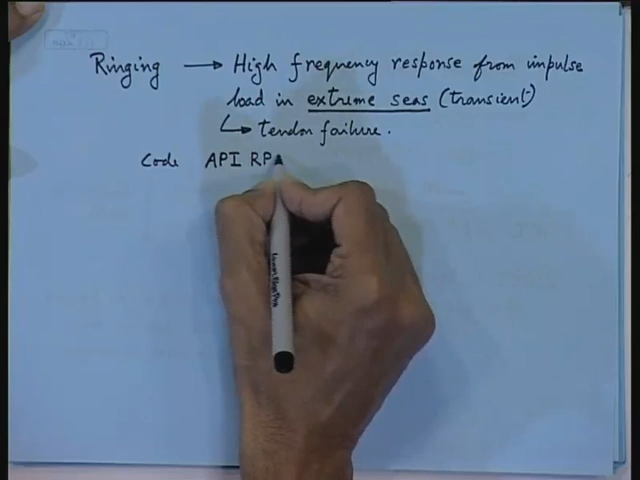 Ringing → High frequency response from impulse
load in extreme seas (transient)
↳ tendon failure.
Code API RP